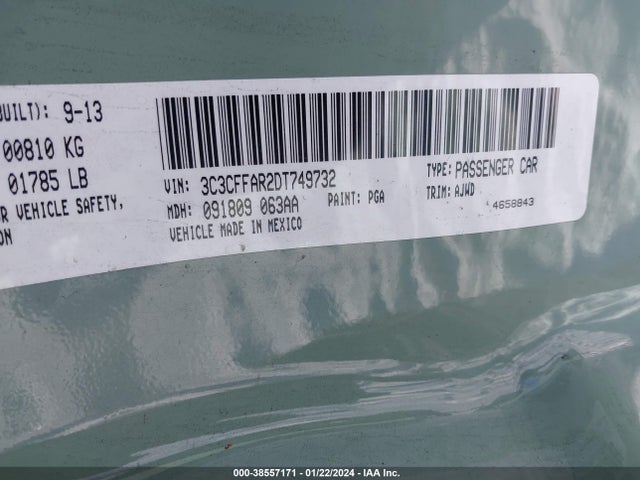 BUILT): 9-13
00810 KG
01785 LB
R VEHICLE SAFETY,
ON
VIN: 3C3CFFAR2DT749732
TYPE: PASSENGER CAR
MDH: 091809 063AA
PAINT: PGA
TRIM: AJWD
VEHICLE MADE IN MEXICO
4658843
000-38557171 - 01/22/2024 - IAA Inc.